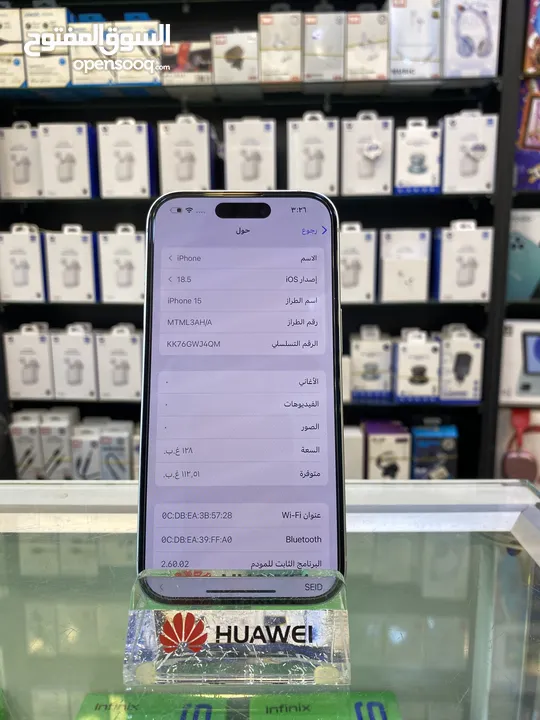 السوق المفتوح
opensooq.com
٣:٢٦
رجوع
حول
الاسم iPhone
إصدار iOS 18.5
اسم الطراز iPhone 15
رقم الطراز MTML3AH/A
الرقم التسلسلي KK76GWJ4QM
الأغاني ٠
الفيديوهات ٠
الصور ٠
السعة ١٢٨ غ.ب.
متوفرة ١١٢,٥١ غ.ب.
عنوان Wi-Fi 0C:DB:EA:3B:57:28
Bluetooth 0C:DB:EA:39:FF:A0
البرنامج الثابت للمودم 2.60.02
SEID
HUAWEI
Infinix
Infinix